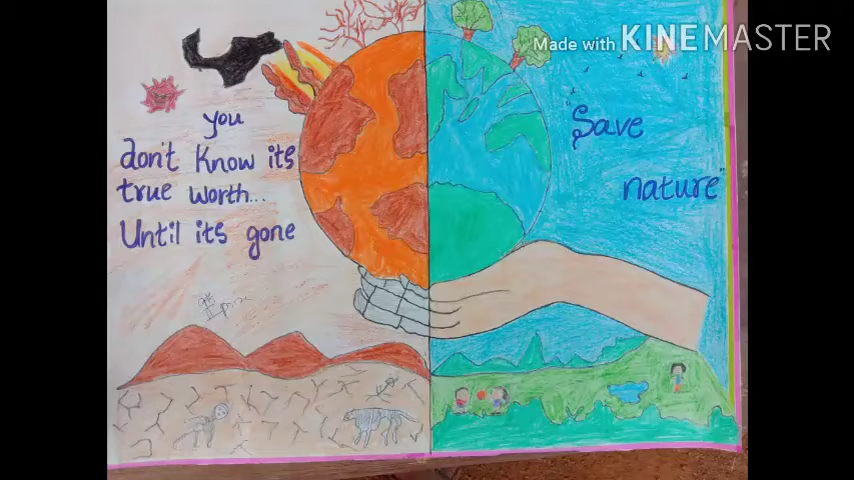 Made with KINEMASTER
you
don't know its
true worth...
Until its gone
"Save
nature"